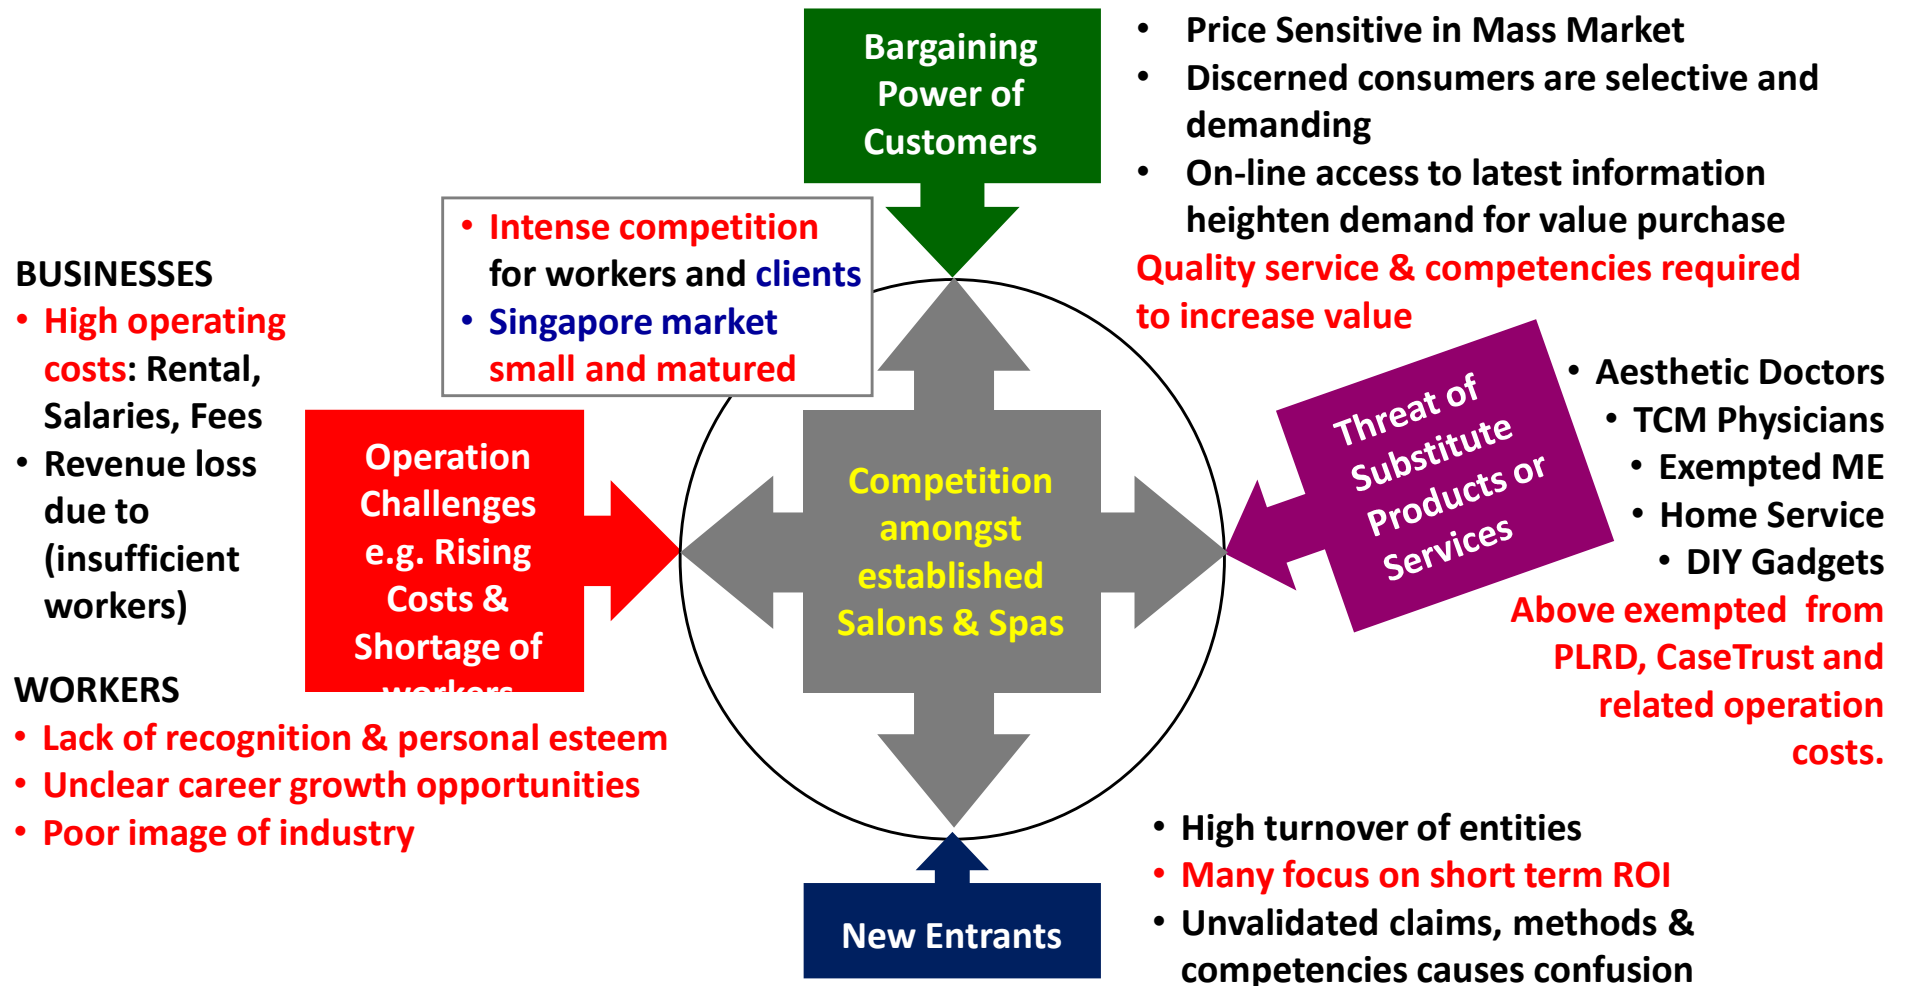 Bargaining
Power of
Customers
• Price Sensitive in Mass Market
• Discerned consumers are selective and
demanding
• On-line access to latest information
heighten demand for value purchase
Quality service & competencies required
to increase value
• Intense competition
for workers and clients
• Singapore market
small and matured
BUSINESSES
• High operating
costs: Rental,
Salaries, Fees
• Revenue loss
due to
(insufficient
workers)
Operation
Challenges
e.g. Rising
Costs &
Shortage of
workers
Competition
amongst
established
Salons & Spas
Threat of
Substitute
Products or
Services
• Aesthetic Doctors
• TCM Physicians
• Exempted ME
• Home Service
• DIY Gadgets
Above exempted from
PLRD, CaseTrust and
related operation
costs.
WORKERS
• Lack of recognition & personal esteem
• Unclear career growth opportunities
• Poor image of industry
New Entrants
• High turnover of entities
• Many focus on short term ROI
• Unvalidated claims, methods &
competencies causes confusion